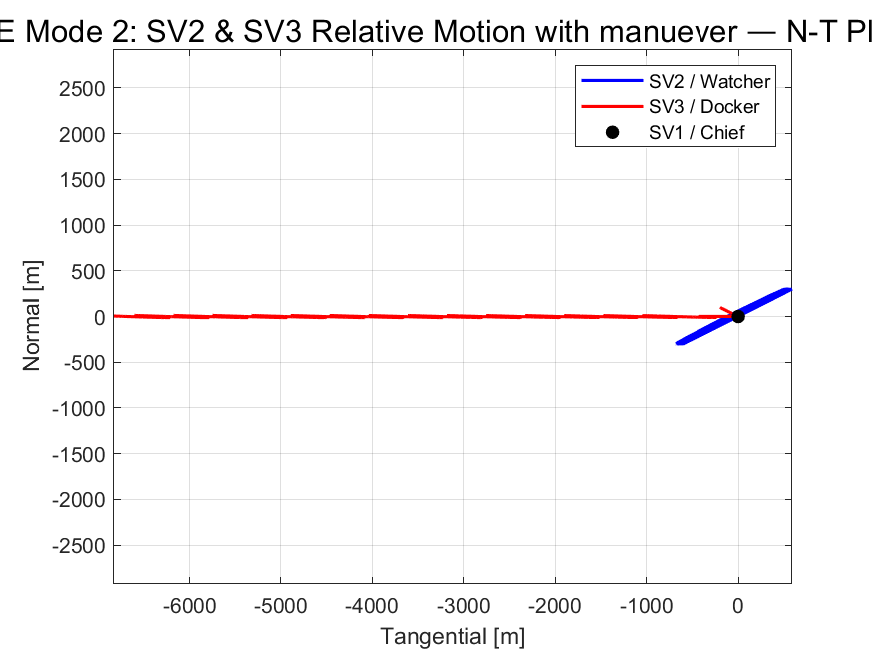 E Mode 2: SV2 & SV3 Relative Motion with manuever — N-T Pl
SV2 / Watcher
SV3 / Docker
SV1 / Chief
2500
2000
1500
1000
500
0
-500
-1000
-1500
-2000
-2500
Normal [m]
-6000 -5000 -4000 -3000 -2000 -1000 0
Tangential [m]